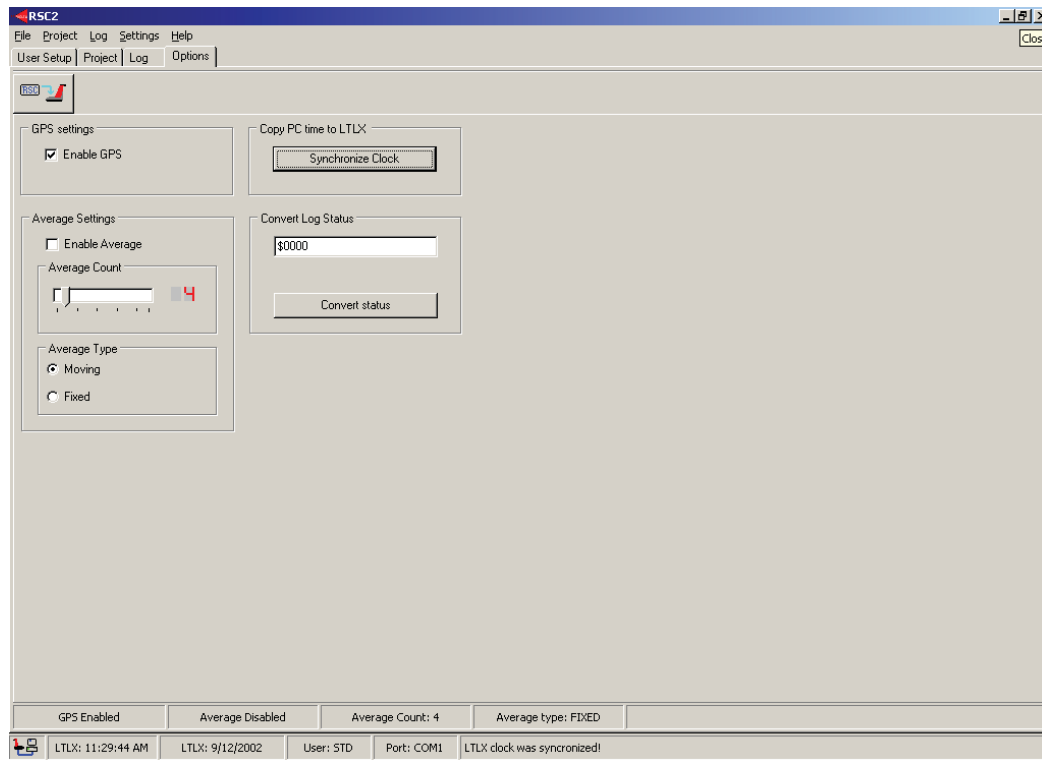 RSC2
File Project Log Settings Help
Clos
User Setup Project Log Options
RSC
GPS settings
Enable GPS
Copy PC time to LTLX
Synchronize Clock
Average Settings
Enable Average
Average Count
4
Average Type
Moving
Fixed
Convert Log Status
$0000
Convert status
GPS Enabled Average Disabled Average Count: 4 Average type: FIXED
LTLX: 11:29:44 AM LTLX: 9/12/2002 User: STD Port: COM1 LTLX clock was syncronized!